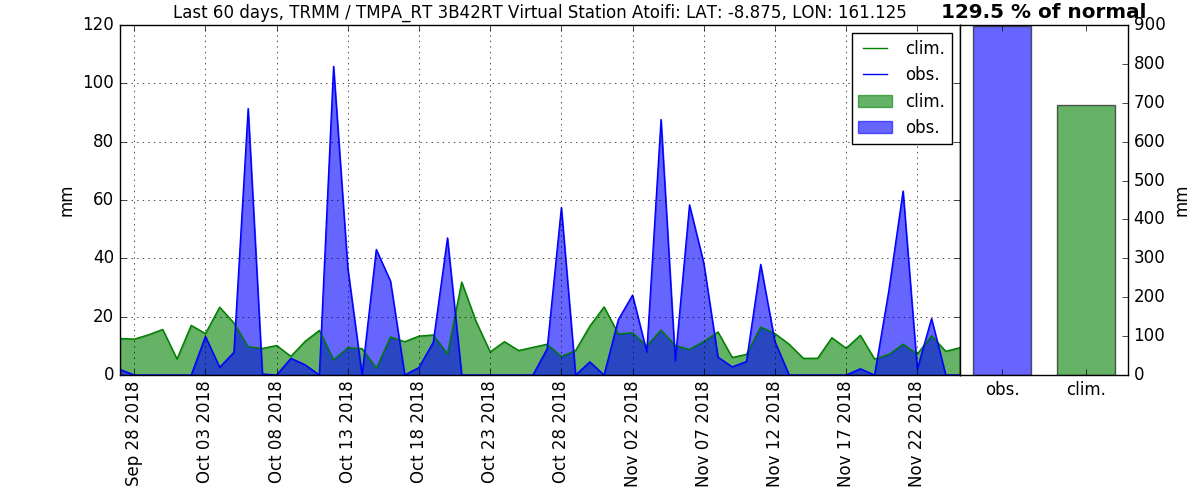 Last 60 days, TRMM / TMPA_RT 3B42RT Virtual Station Atoifi: LAT: -8.875, LON: 161.125
129.5 % of normal
120
100
80
60
40
20
0
mm
clim.
obs.
clim.
obs.
Sep 28 2018
Oct 03 2018
Oct 08 2018
Oct 13 2018
Oct 18 2018
Oct 23 2018
Oct 28 2018
Nov 02 2018
Nov 07 2018
Nov 12 2018
Nov 17 2018
Nov 22 2018
900
800
700
600
500
400
300
200
100
0
mm
obs.
clim.